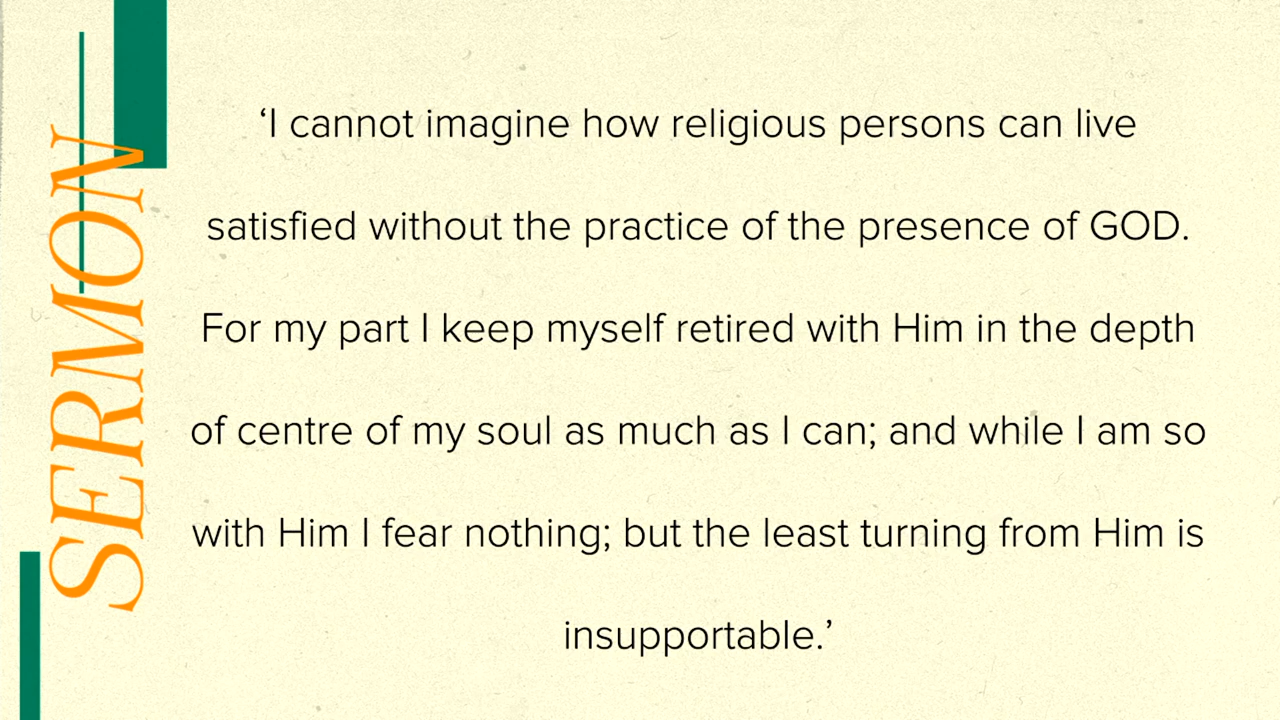 SERMON
‘I cannot imagine how religious persons can live
satisfied without the practice of the presence of GOD.
For my part I keep myself retired with Him in the depth
of centre of my soul as much as I can; and while I am so
with Him I fear nothing; but the least turning from Him is
insupportable.’